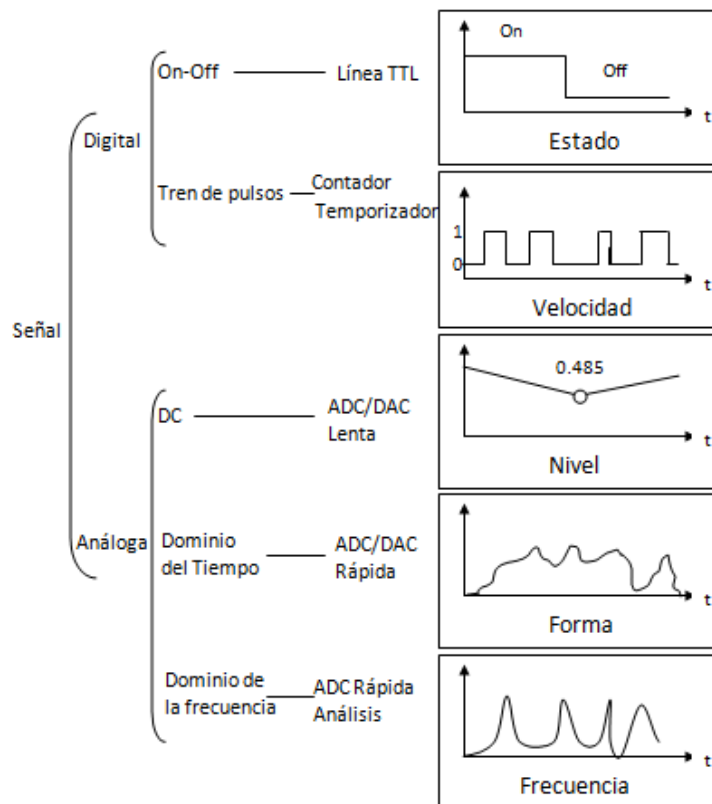 On
On-Off
Línea TTL
Off
t
Digital
Estado
Tren de pulsos
Contador
Temporizador
1
0
t
Velocidad
Señal
0.485
DC
ADC/DAC
Lenta
t
Nivel
Análoga
Dominio
del Tiempo
ADC/DAC
Rápida
t
Forma
Dominio de
la frecuencia
ADC Rápida
Análisis
t
Frecuencia